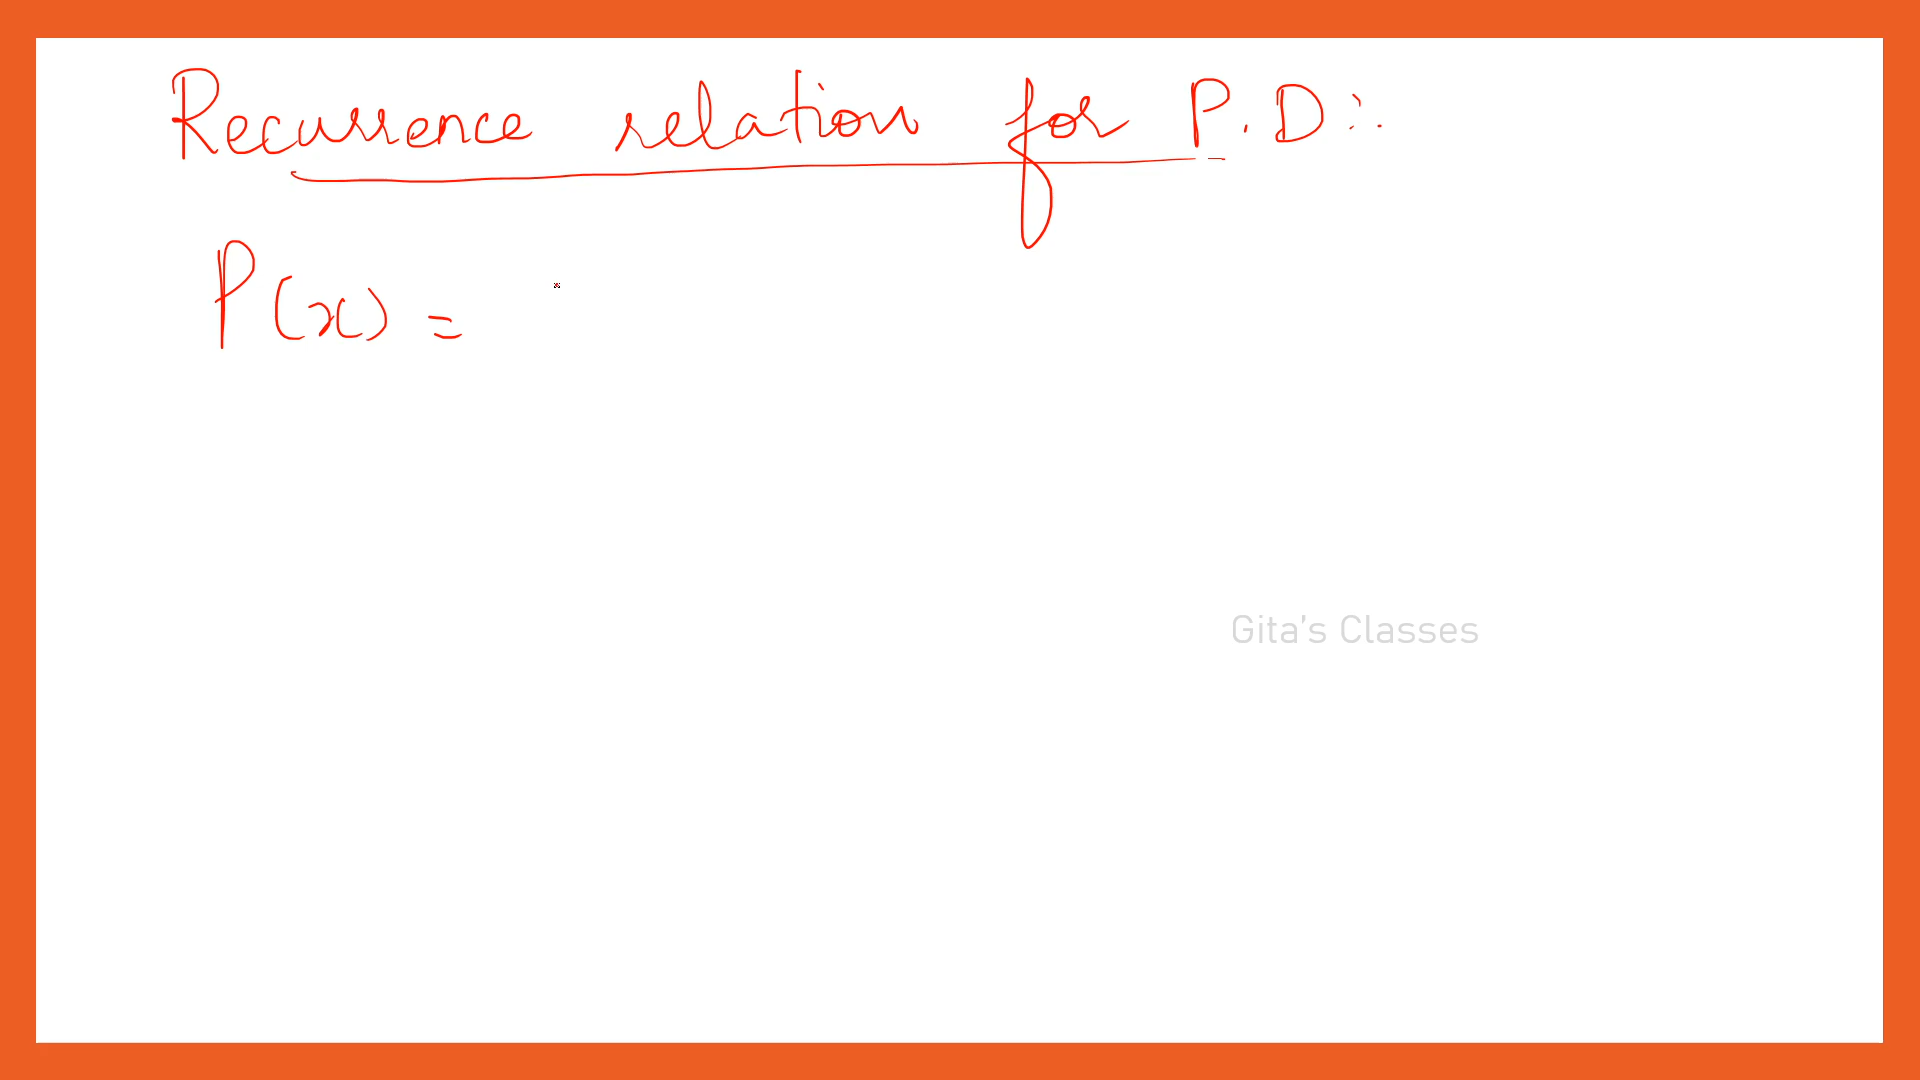 Recurrence relation for P.D:-
P(x) =
Gita's Classes